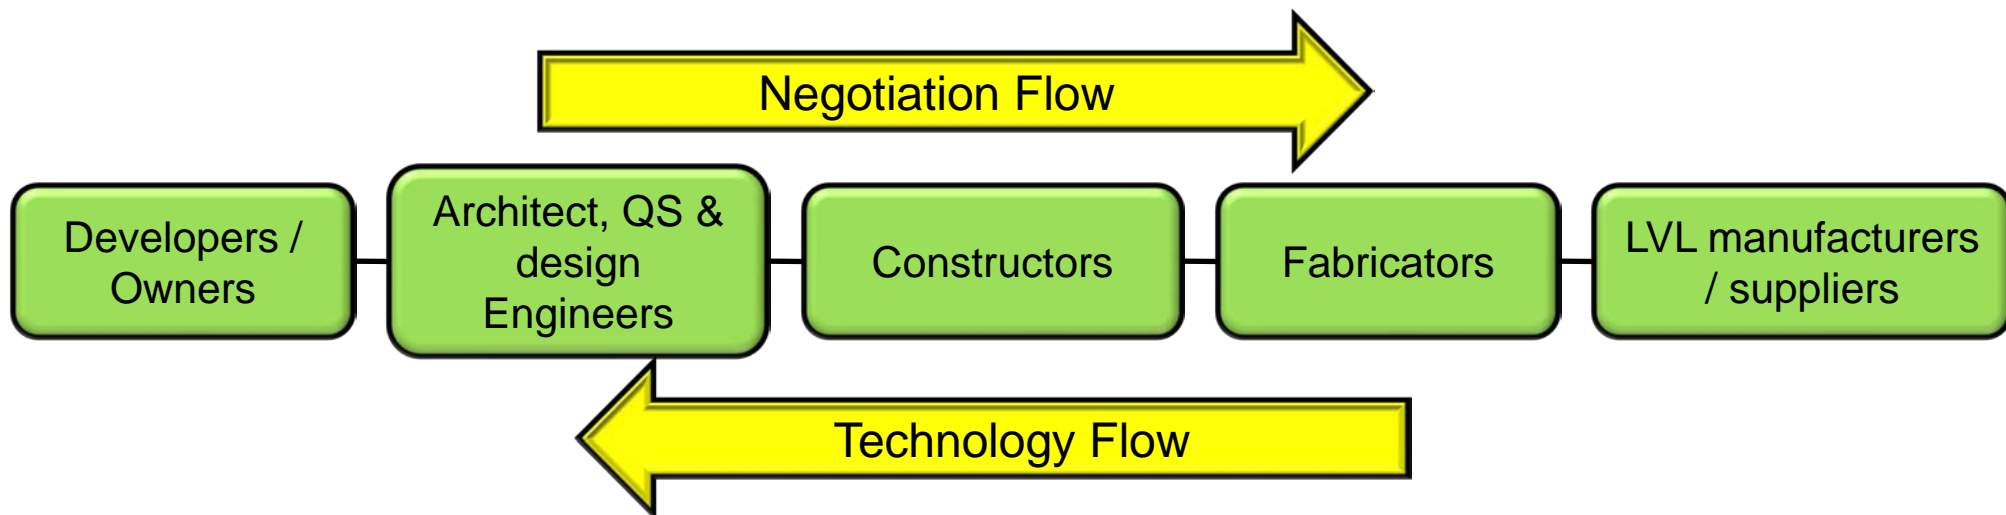 Negotiation Flow
Developers /
Owners
Architect, QS &
design
Engineers
Constructors
Fabricators
LVL manufacturers
/ suppliers
Technology Flow